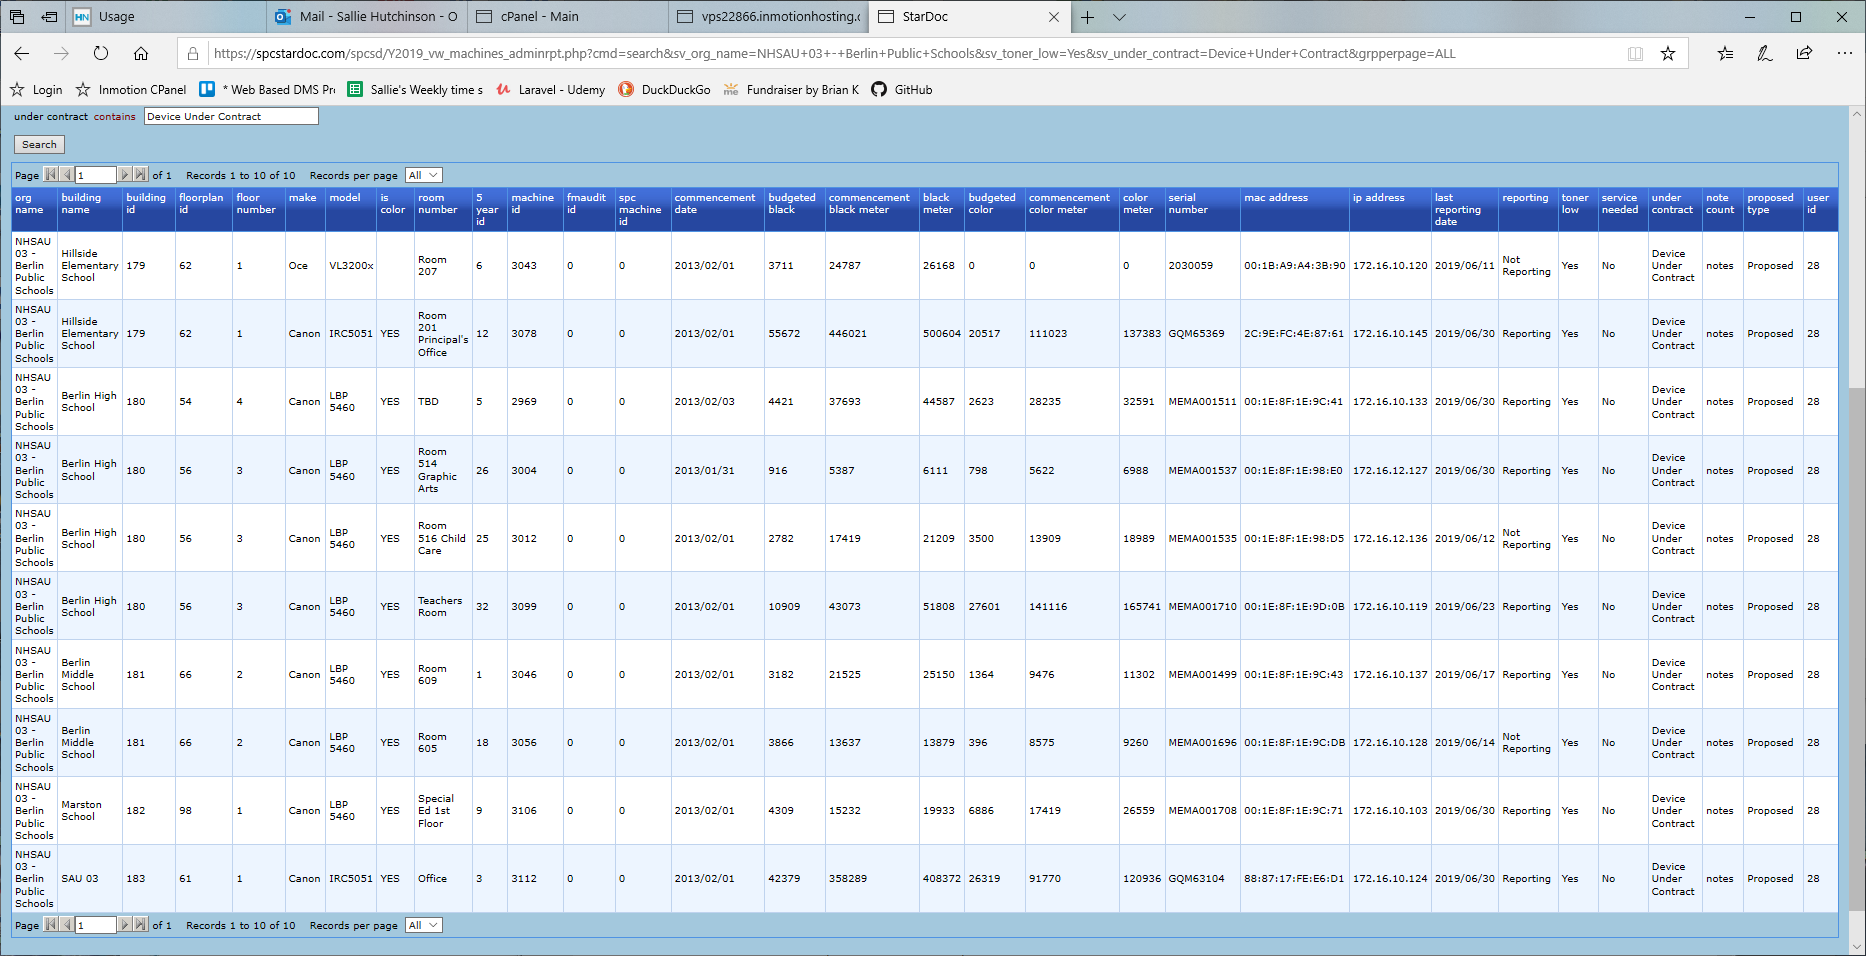 Usage
Mail - Sallie Hutchinson - O
cPanel - Main
vps22866.inmotionhosting.c
StarDoc
https://spcstardoc.com/spcsd/Y2019_vw_machines_adminrpt.php?cmd=search&sv_org_name=NHSAU+03+-+Berlin+Public+Schools&sv_toner_low=Yes&sv_under_contract=Device+Under+Contract&grpperpage=ALL
Login Inmotion CPanel * Web Based DMS Pro Sallie's Weekly time s Laravel - Udemy DuckDuckGo Fundraiser by Brian K GitHub
under contract contains Device Under Contract
Search
Page 1 of 1 Records 1 to 10 of 10 Records per page All
org name building name building id floorplan id floor number make model is color room number 5 year id machine id fmaudit id spc machine id commencement date budgeted black commencement black meter black meter budgeted color commencement color meter color meter serial number mac address ip address last reporting date reporting toner low service needed under contract note count proposed type user id
NHSAU 03 - Berlin Public Schools Hillside Elementary School 179 62 1 Oce VL3200x Room 207 6 3043 0 0 2013/02/01 3711 24787 26168 0 0 0 2030059 00:1B:A9:A4:3B:90 172.16.10.120 2019/06/11 Not Reporting Yes No Device Under Contract notes Proposed 28
NHSAU 03 - Berlin Public Schools Hillside Elementary School 179 62 1 Canon IRC5051 YES Room 201 Principal's Office 12 3078 0 0 2013/02/01 55672 446021 500604 20517 111023 137383 GQM65369 2C:9E:FC:4E:87:61 172.16.10.145 2019/06/30 Reporting Yes No Device Under Contract notes Proposed 28
NHSAU 03 - Berlin Public Schools Berlin High School 180 54 4 Canon LBP 5460 YES TBD 5 2969 0 0 2013/02/03 4421 37693 44587 2623 28235 32591 MEMA001511 00:1E:8F:1E:9C:41 172.16.10.133 2019/06/30 Reporting Yes No Device Under Contract notes Proposed 28
NHSAU 03 - Berlin Public Schools Berlin High School 180 56 3 Canon LBP 5460 YES Room 514 Graphic Arts 26 3004 0 0 2013/01/31 916 5387 6111 798 5622 6988 MEMA001537 00:1E:8F:1E:98:E0 172.16.12.127 2019/06/30 Reporting Yes No Device Under Contract notes Proposed 28
NHSAU 03 - Berlin Public Schools Berlin High School 180 56 3 Canon LBP 5460 YES Room 516 Child Care 25 3012 0 0 2013/02/01 2782 17419 21209 3500 13909 18989 MEMA001535 00:1E:8F:1E:98:D5 172.16.12.136 2019/06/12 Not Reporting Yes No Device Under Contract notes Proposed 28
NHSAU 03 - Berlin Public Schools Berlin High School 180 56 3 Canon LBP 5460 YES Teachers Room 32 3099 0 0 2013/02/01 10909 43073 51808 27601 141116 165741 MEMA001710 00:1E:8F:1E:9D:0B 172.16.10.119 2019/06/23 Reporting Yes No Device Under Contract notes Proposed 28
NHSAU 03 - Berlin Public Schools Berlin Middle School 181 66 2 Canon LBP 5460 YES Room 609 1 3046 0 0 2013/02/01 3182 21525 25150 1364 9476 11302 MEMA001499 00:1E:8F:1E:9C:43 172.16.10.137 2019/06/17 Reporting Yes No Device Under Contract notes Proposed 28
NHSAU 03 - Berlin Public Schools Berlin Middle School 181 66 2 Canon LBP 5460 YES Room 605 18 3056 0 0 2013/02/01 3866 13637 13879 396 8575 9260 MEMA001696 00:1E:8F:1E:9C:DB 172.16.10.128 2019/06/14 Not Reporting Yes No Device Under Contract notes Proposed 28
NHSAU 03 - Berlin Public Schools Marston School 182 98 1 Canon LBP 5460 YES Special Ed 1st Floor 9 3106 0 0 2013/02/01 4309 15232 19933 6886 17419 26559 MEMA001708 00:1E:8F:1E:9C:71 172.16.10.103 2019/06/30 Reporting Yes No Device Under Contract notes Proposed 28
NHSAU 03 - Berlin Public Schools SAU 03 183 61 1 Canon IRC5051 YES Office 3 3112 0 0 2013/02/01 42379 358289 408372 26319 91770 120936 GQM63104 88:87:17:FE:E6:D1 172.16.10.124 2019/06/30 Reporting Yes No Device Under Contract notes Proposed 28
Page 1 of 1 Records 1 to 10 of 10 Records per page All